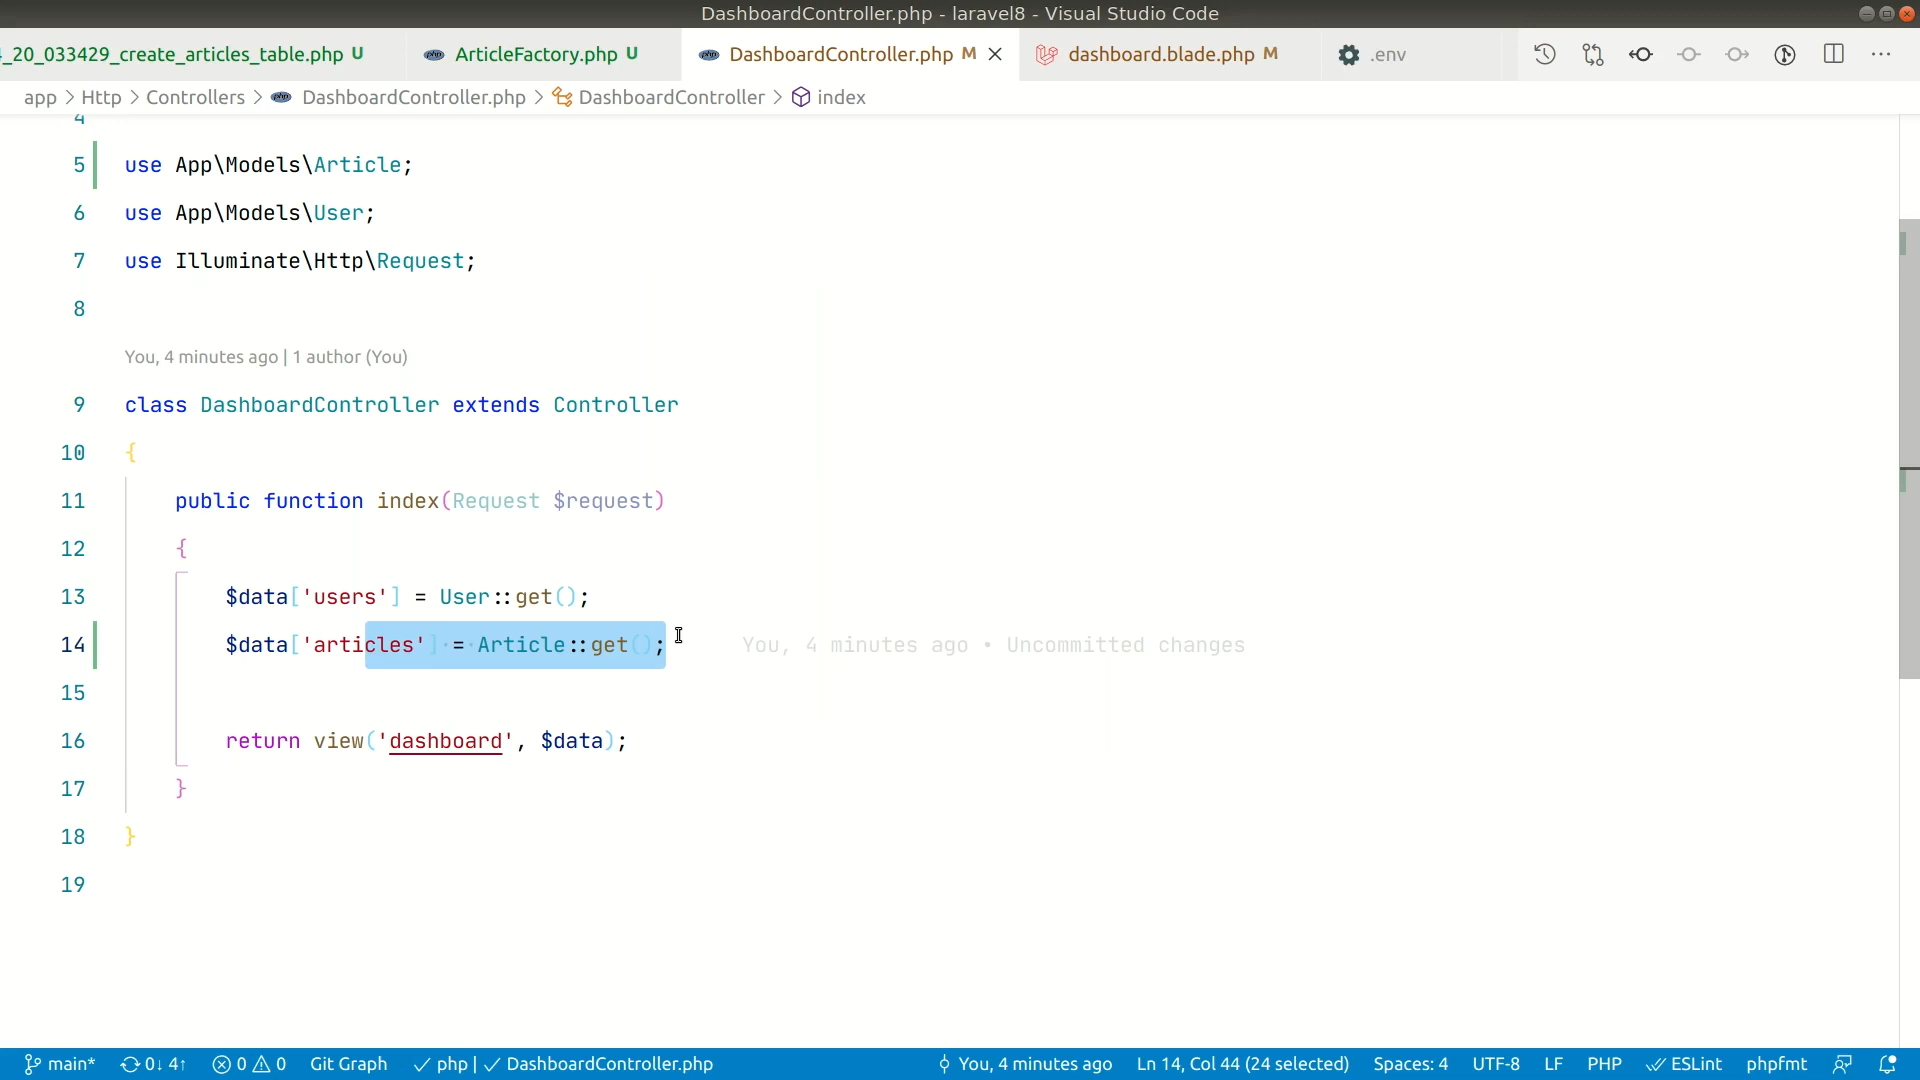 DashboardController.php - laravel8 - Visual Studio Code
_20_033429_create_articles_table.php U
php ArticleFactory.php U
php DashboardController.php M
dashboard.blade.php M
.env
app > Http > Controllers > php DashboardController.php > DashboardController > index
4
5 use App\Models\Article;
6 use App\Models\User;
7 use Illuminate\Http\Request;
8
You, 4 minutes ago | 1 author (You)
9 class DashboardController extends Controller
10 {
11 public function index(Request $request)
12 {
13 $data['users'] = User::get();
14 $data['articles'] = Article::get(); You, 4 minutes ago • Uncommitted changes
15
16 return view('dashboard', $data);
17 }
18 }
19
main* 0↓ 4↑ 0 0 Git Graph ✓ php | ✓ DashboardController.php You, 4 minutes ago Ln 14, Col 44 (24 selected) Spaces: 4 UTF-8 LF PHP ESLint phpfmt